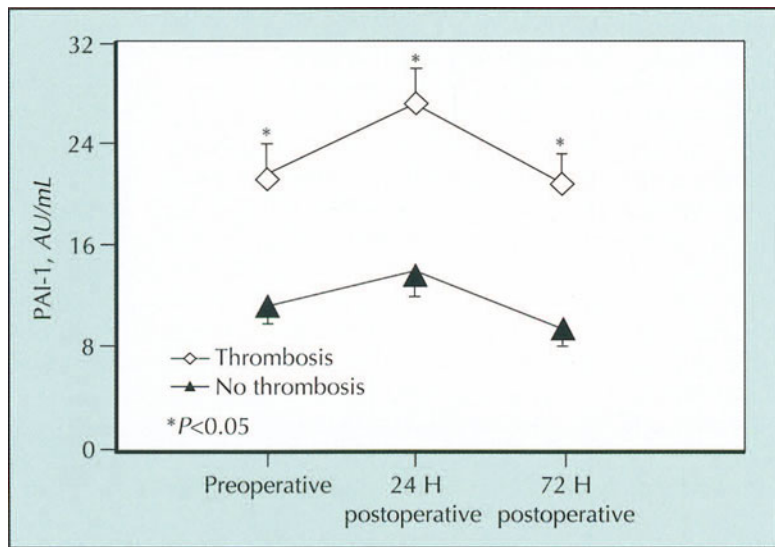 32
24
16
8
0
PAI-1, AU/mL
*
*
*
Thrombosis
No thrombosis
*P<0.05
Preoperative
24 H
postoperative
72 H
postoperative